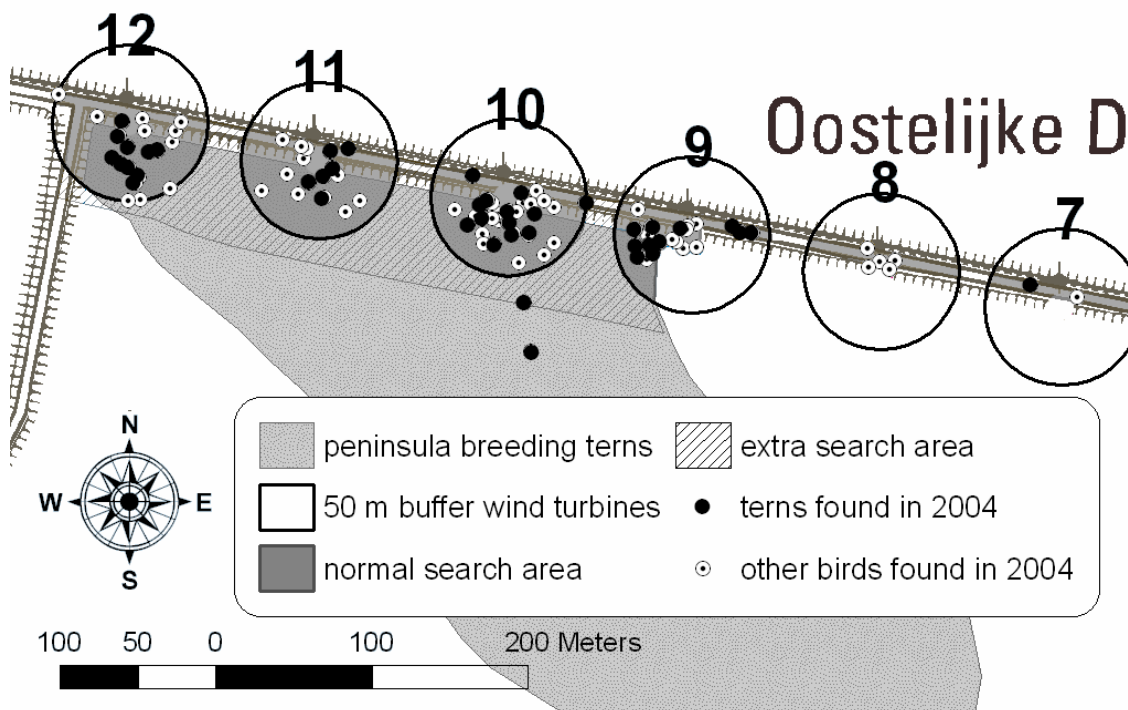 12
11
10
9
8
7
Oostelijke D
peninsula breeding terns
extra search area
50 m buffer wind turbines
terns found in 2004
normal search area
other birds found in 2004
N
W E
S
100 50 0 100 200 Meters